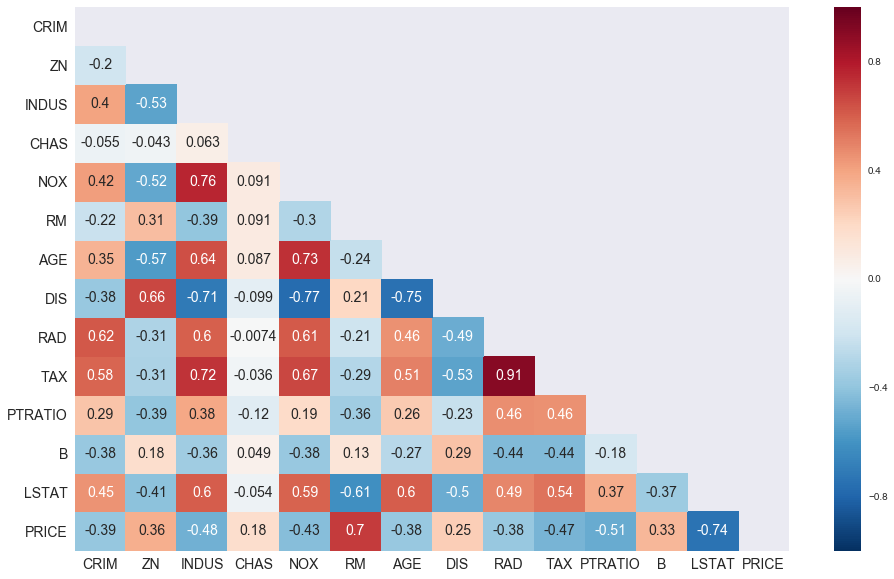 CRIM
ZN -0.2
INDUS 0.4 -0.53
CHAS -0.055 -0.043 0.063
NOX 0.42 -0.52 0.76 0.091
RM -0.22 0.31 -0.39 0.091 -0.3
AGE 0.35 -0.57 0.64 0.087 0.73 -0.24
DIS -0.38 0.66 -0.71 -0.099 -0.77 0.21 -0.75
RAD 0.62 -0.31 0.6 -0.0074 0.61 -0.21 0.46 -0.49
TAX 0.58 -0.31 0.72 -0.036 0.67 -0.29 0.51 -0.53 0.91
PTRATIO 0.29 -0.39 0.38 -0.12 0.19 -0.36 0.26 -0.23 0.46 0.46
B -0.38 0.18 -0.36 0.049 -0.38 0.13 -0.27 0.29 -0.44 -0.44 -0.18
LSTAT 0.45 -0.41 0.6 -0.054 0.59 -0.61 0.6 -0.5 0.49 0.54 0.37 -0.37
PRICE -0.39 0.36 -0.48 0.18 -0.43 0.7 -0.38 0.25 -0.38 -0.47 -0.51 0.33 -0.74
CRIM ZN INDUS CHAS NOX RM AGE DIS RAD TAX PTRATIO B LSTAT PRICE
0.8
0.4
0.0
−0.4
−0.8